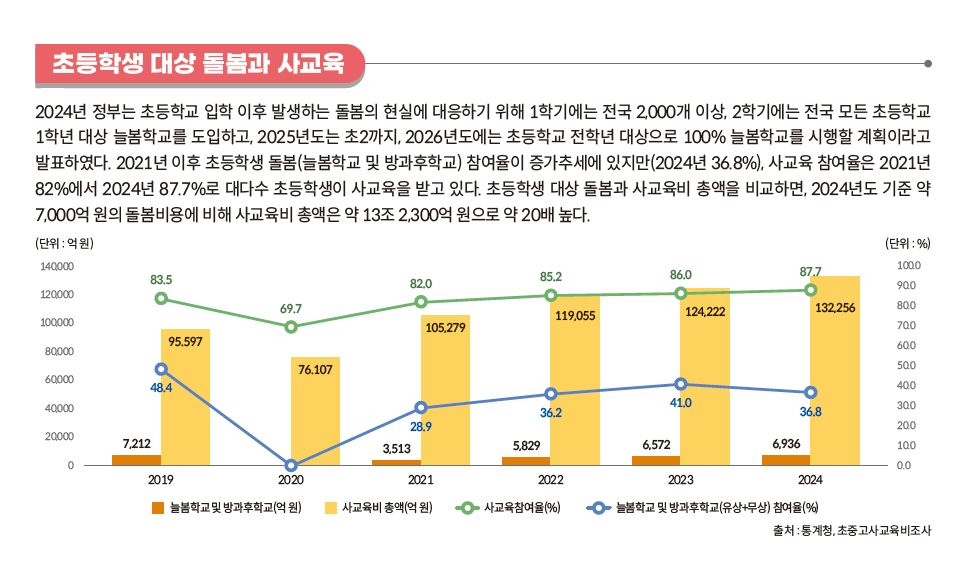 초등학생 대상 돌봄과 사교육
2024년 정부는 초등학교 입학 이후 발생하는 돌봄의 현실에 대응하기 위해 1학기에는 전국 2,000개 이상, 2학기에는 전국 모든 초등학교
1학년 대상 늘봄학교를 도입하고, 2025년도는 초2까지, 2026년도에는 초등학교 전학년 대상으로 100% 늘봄학교를 시행할 계획이라고
발표하였다. 2021년 이후 초등학생 돌봄(늘봄학교 및 방과후학교) 참여율이 증가추세에 있지만(2024년 36.8%), 사교육 참여율은 2021년
82%에서 2024년 87.7%로 대다수 초등학생이 사교육을 받고 있다. 초등학생 대상 돌봄과 사교육비 총액을 비교하면, 2024년도 기준 약
7,000억 원의 돌봄비용에 비해 사교육비 총액은 약 13조 2,300억 원으로 약 20배 높다.
(단위 : 억 원) (단위 : %)
140000
120000
100000
80000
60000
40000
20000
0
83.5 69.7 82.0 85.2 86.0 87.7
95.597 76.107 105,279 119,055 124,222 132,256
48.4 28.9 36.2 41.0 36.8
7,212 3,513 5,829 6,572 6,936
100.0
90.0
80.0
70.0
60.0
50.0
40.0
30.0
20.0
10.0
0.0
2019 2020 2021 2022 2023 2024
늘봄학교 및 방과후학교(억 원) 사교육비 총액(억 원) 사교육참여율(%) 늘봄학교 및 방과후학교(유상+무상) 참여율(%)
출처 : 통계청, 초중고사교육비조사